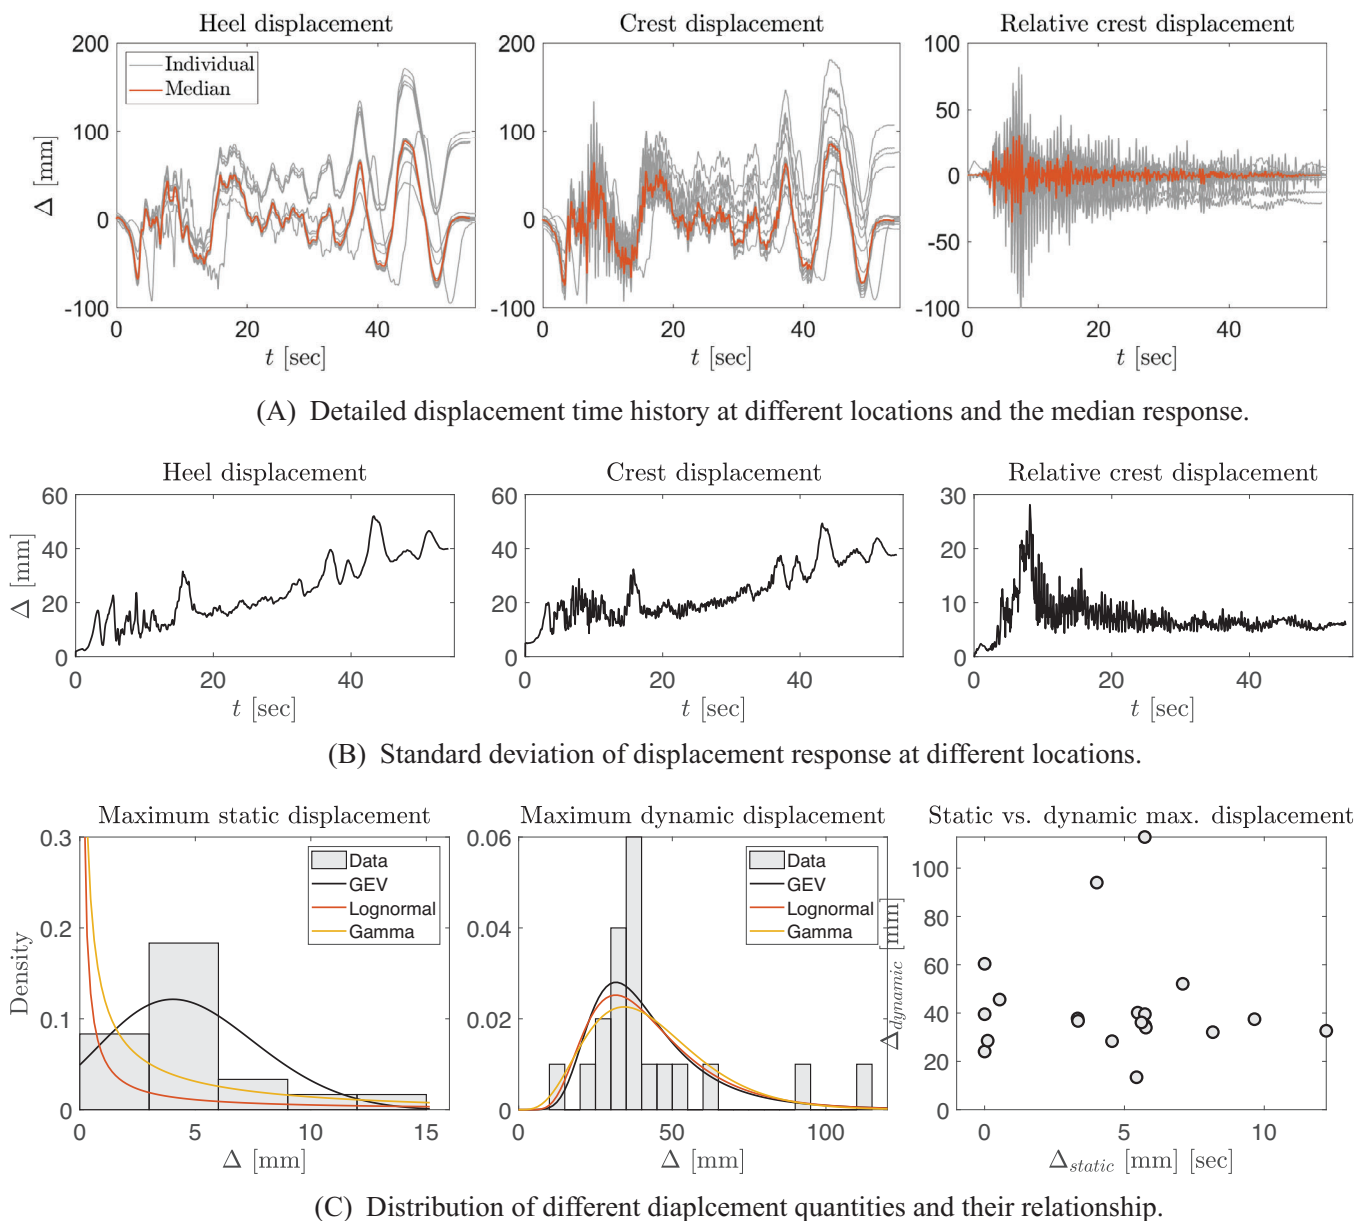 Heel displacement
Crest displacement
Relative crest displacement
200
100
0
-100
Δ [mm]
Individual
Median
0 20 40
t [sec]
200
100
0
-100
0 20 40
t [sec]
100
50
0
-50
-100
20 40
t [sec]
(A) Detailed displacement time history at different locations and the median response.
Heel displacement
Crest displacement
Relative crest displacement
60
40
20
0
Δ [mm]
0 20 40
t [sec]
60
40
20
0
0 20 40
t [sec]
30
20
10
0
0 20 40
t [sec]
(B) Standard deviation of displacement response at different locations.
Maximum static displacement
Maximum dynamic displacement
Static vs. dynamic max. displacement
0.3
0.2
0.1
0
Density
Data
GEV
Lognormal
Gamma
0 5 10 15
Δ [mm]
0.06
0.04
0.02
0
Data
GEV
Lognormal
Gamma
0 50 100
Δ [mm]
100
80
60
40
20
0
Δdynamic [mm]
0 5 10
Δstatic [mm] [sec]
(C) Distribution of different diaplcement quantities and their relationship.